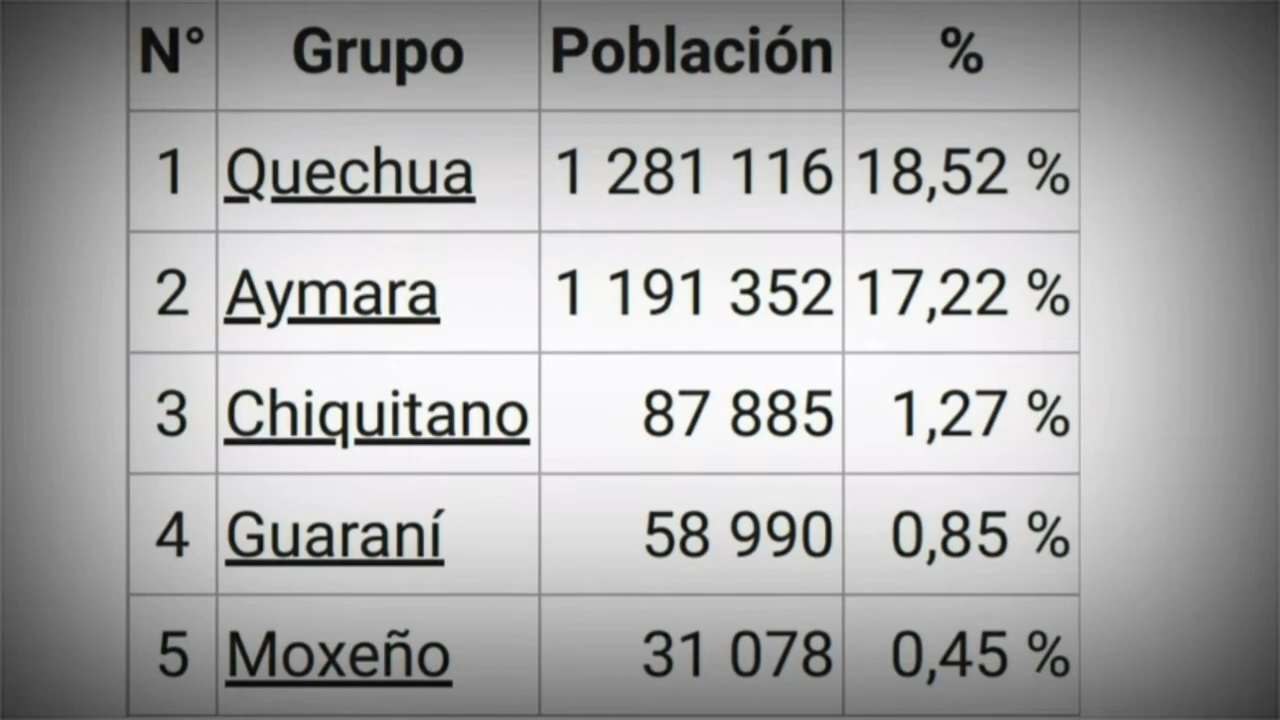 N° Grupo Población %
1 Quechua 1 281 116 18,52 %
2 Aymara 1 191 352 17,22 %
3 Chiquitano 87 885 1,27 %
4 Guaraní 58 990 0,85 %
5 Moxeño 31 078 0,45 %